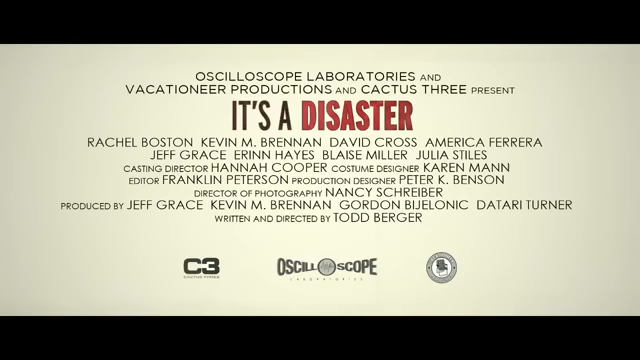 OSCILLOSCOPE LABORATORIES AND
VACATIONEER PRODUCTIONS AND CACTUS THREE PRESENT
IT'S A DISASTER
RACHEL BOSTON KEVIN M. BRENNAN DAVID CROSS AMERICA FERRERA
JEFF GRACE ERINN HAYES BLAISE MILLER JULIA STILES
CASTING DIRECTOR HANNAH COOPER COSTUME DESIGNER KAREN MANN
EDITOR FRANKLIN PETERSON PRODUCTION DESIGNER PETER K. BENSON
DIRECTOR OF PHOTOGRAPHY NANCY SCHREIBER
PRODUCED BY JEFF GRACE KEVIN M. BRENNAN GORDON BIJELONIC DATARI TURNER
WRITTEN AND DIRECTED BY TODD BERGER
C3
CACTUS THREE
OSCILLOSCOPE
LABORATORIES